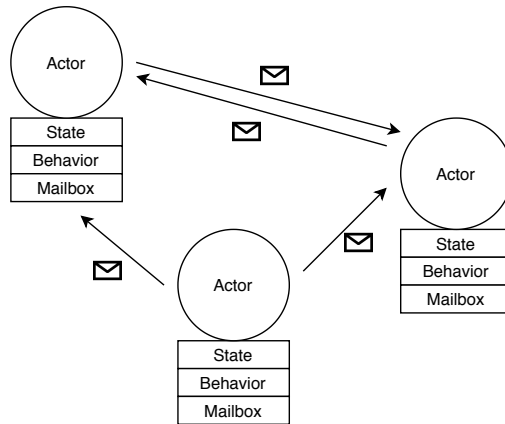 Actor
State
Behavior
Mailbox
Actor
State
Behavior
Mailbox
Actor
State
Behavior
Mailbox